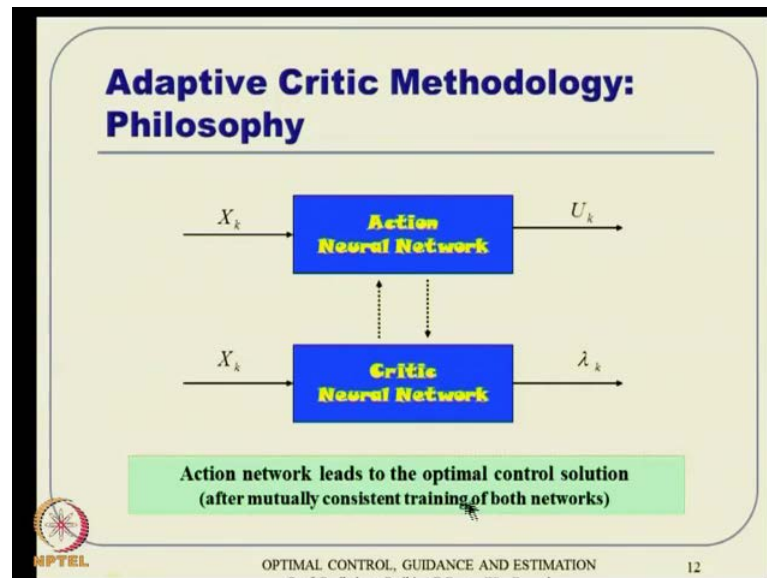 Adaptive Critic Methodology:
Philosophy
X_k
Action
Neural Network
U_k
X_k
Critic
Neural Network
λ_k
Action network leads to the optimal control solution
(after mutually consistent training of both networks)
NPTEL
OPTIMAL CONTROL, GUIDANCE AND ESTIMATION
12